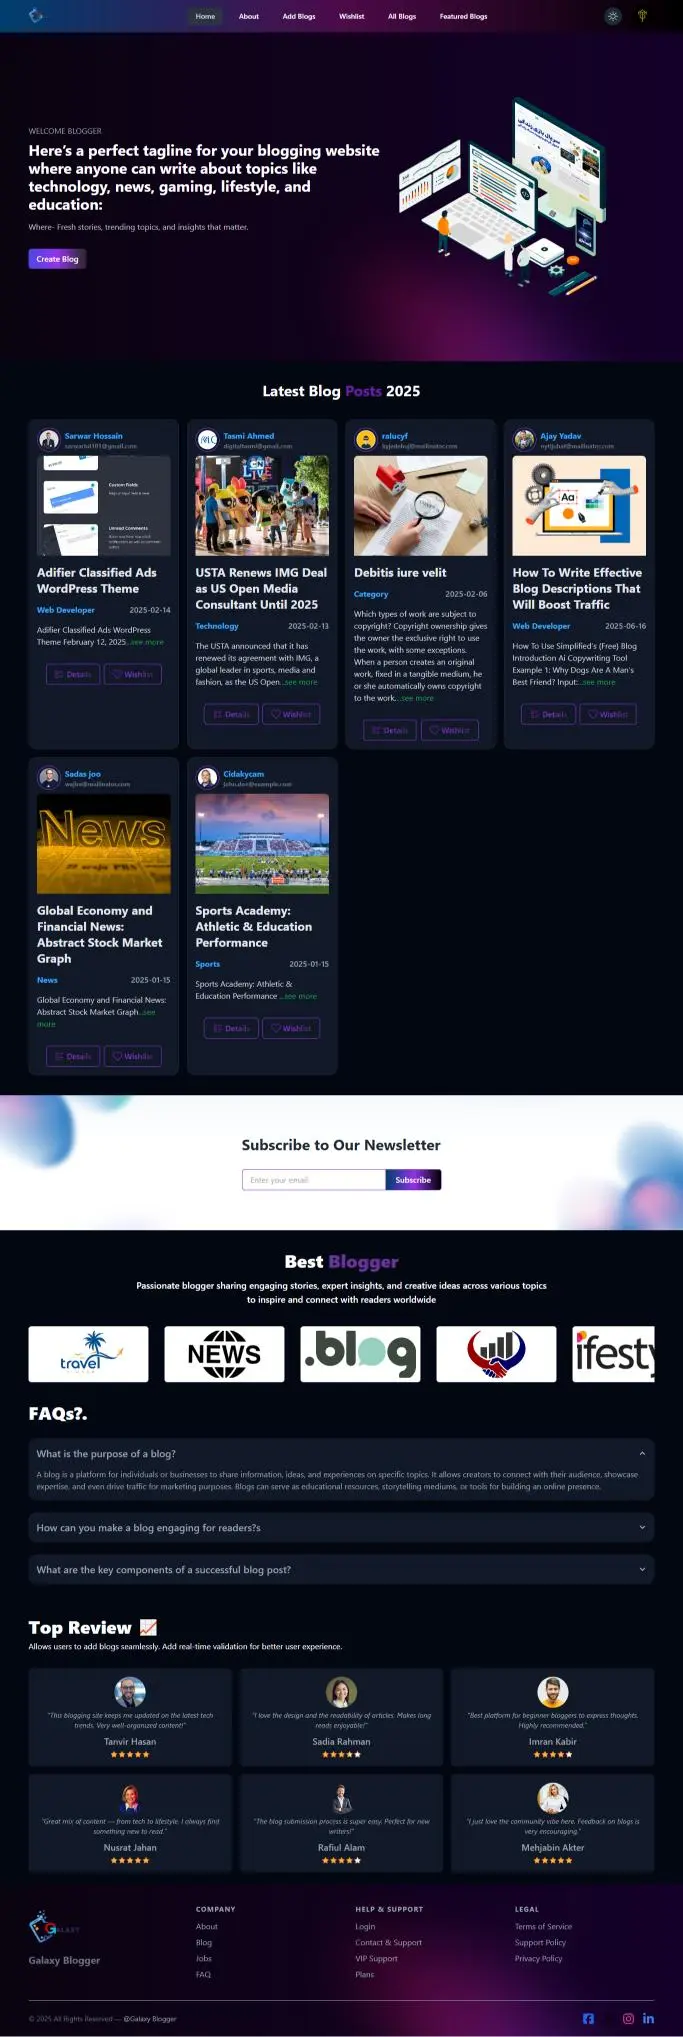 Home About Add Blogs Wishlist All Blogs Featured Blogs
WELCOME BLOGGER
Here's a perfect tagline for your blogging website
where anyone can write about topics like
technology, news, gaming, lifestyle, and
education:
Where- Fresh stories, trending topics, and insights that matter.
Create Blog
Latest Blog Posts 2025
Sarwar Hossain
Custom Fields
Unread Comments
Adifier Classified Ads
WordPress Theme
Web Developer 2025-02-14
Adifier Classified Ads WordPress
Theme February 12, 2025...see more
Details Wishlist
Tasmi Ahmed
digitaltasmi@gmail.com
LIVE
USTA Renews IMG Deal
as US Open Media
Consultant Until 2025
Technology 2025-02-13
The USTA announced that it has
renewed its agreement with IMG, a
global leader in sports, media and
fashion, as the US Open...see more
Details Wishlist
ralucyf
Debitis iure velit
Category 2025-02-06
Which types of work are subject to
copyright? Copyright ownership gives
the owner the exclusive right to use
the work, with some exceptions.
When a person creates an original
work, fixed in a tangible medium, he
or she automatically owns copyright
to the work...see more
Details Wishlist
Ajay Yadav
Aa
How To Write Effective
Blog Descriptions That
Will Boost Traffic
Web Developer 2025-06-16
How To Use Simplified's (Free) Blog
Introduction Ai Copywriting Tool
Example 1: Why Dogs Are A Man's
Best Friend? Input:...see more
Details Wishlist
Sadas joo
News
Global Economy and
Financial News:
Abstract Stock Market
Graph
News 2025-01-15
Global Economy and Financial News:
Abstract Stock Market Graph...see
more
Details Wishlist
Cidakycam
john.doe@example.com
Sports Academy:
Athletic & Education
Performance
Sports 2025-01-15
Sports Academy: Athletic &
Education Performance ...see more
Details Wishlist
Subscribe to Our Newsletter
Enter your email Subscribe
Best Blogger
Passionate blogger sharing engaging stories, expert insights, and creative ideas across various topics
to inspire and connect with readers worldwide
travel NEWS .blog ifesty
FAQs?.
What is the purpose of a blog?
A blog is a platform for individuals or businesses to share information, ideas, and experiences on specific topics. It allows creators to connect with their audience, showcase
expertise, and even drive traffic for marketing purposes. Blogs can serve as educational resources, storytelling mediums, or tools for building an online presence.
How can you make a blog engaging for readers?s
What are the key components of a successful blog post?
Top Review
Allows users to add blogs seamlessly. Add real-time validation for better user experience.
"This blogging site keeps me updated on the latest tech
trends. Very well-organized content!"
Tanvir Hasan
"I love the design and the readability of articles. Makes long
reads enjoyable!"
Sadia Rahman
"Best platform for beginner bloggers to express thoughts.
Highly recommended."
Imran Kabir
"Great mix of content — from tech to lifestyle. I always find
something new to read."
Nusrat Jahan
"The blog submission process is super easy. Perfect for new
writers!"
Rafiul Alam
"I just love the community vibe here. Feedback on blogs is
very encouraging."
Mehjabin Akter
GALAXY
Galaxy Blogger
COMPANY
About
Blog
Jobs
FAQ
HELP & SUPPORT
Login
Contact & Support
VIP Support
Plans
LEGAL
Terms of Service
Support Policy
Privacy Policy
© 2025 All Rights Reserved — @Galaxy Blogger